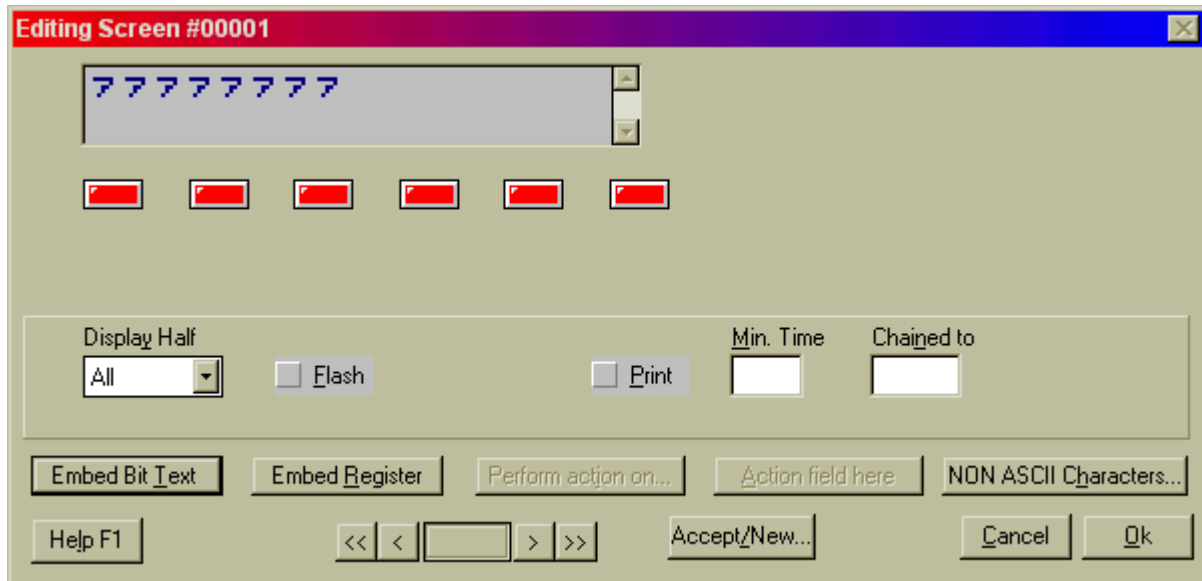 Editing Screen #00001
ア ア ア ア ア ア ア ア
Display Half
Min. Time
Chained to
All
Flash
Print
Embed Bit Text
Embed Register
Perform action on...
Action field here
NON ASCII Characters...
Help F1
<<
<
>
>>
Accept/New...
Cancel
Ok